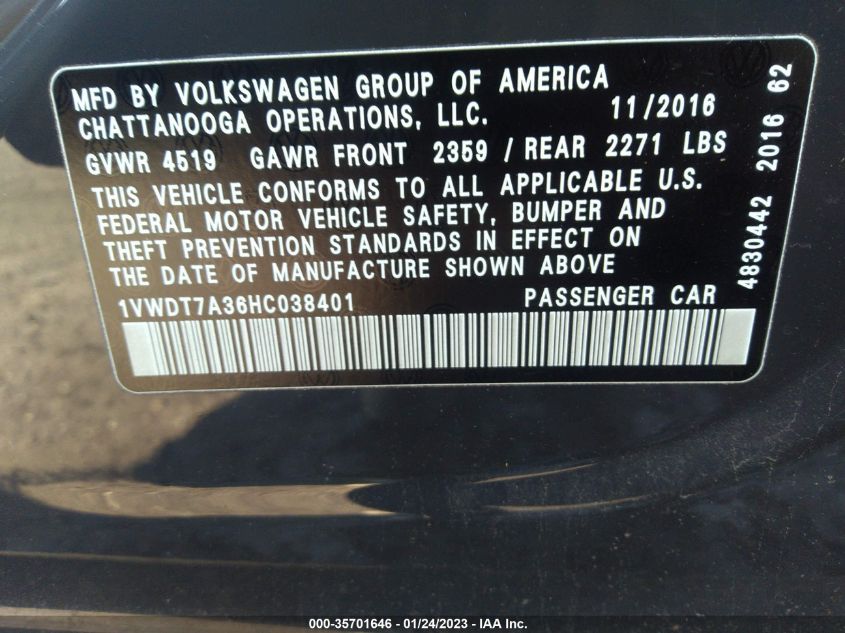 MFD BY VOLKSWAGEN GROUP OF AMERICA
CHATTANOOGA OPERATIONS, LLC. 11/2016
GVWR 4519 GAWR FRONT 2359 / REAR 2271 LBS
THIS VEHICLE CONFORMS TO ALL APPLICABLE U.S.
FEDERAL MOTOR VEHICLE SAFETY, BUMPER AND
THEFT PREVENTION STANDARDS IN EFFECT ON
THE DATE OF MANUFACTURE SHOWN ABOVE
1VWDT7A36HC038401 PASSENGER CAR
4830442 2016 62
000-35701646 - 01/24/2023 - IAA Inc.